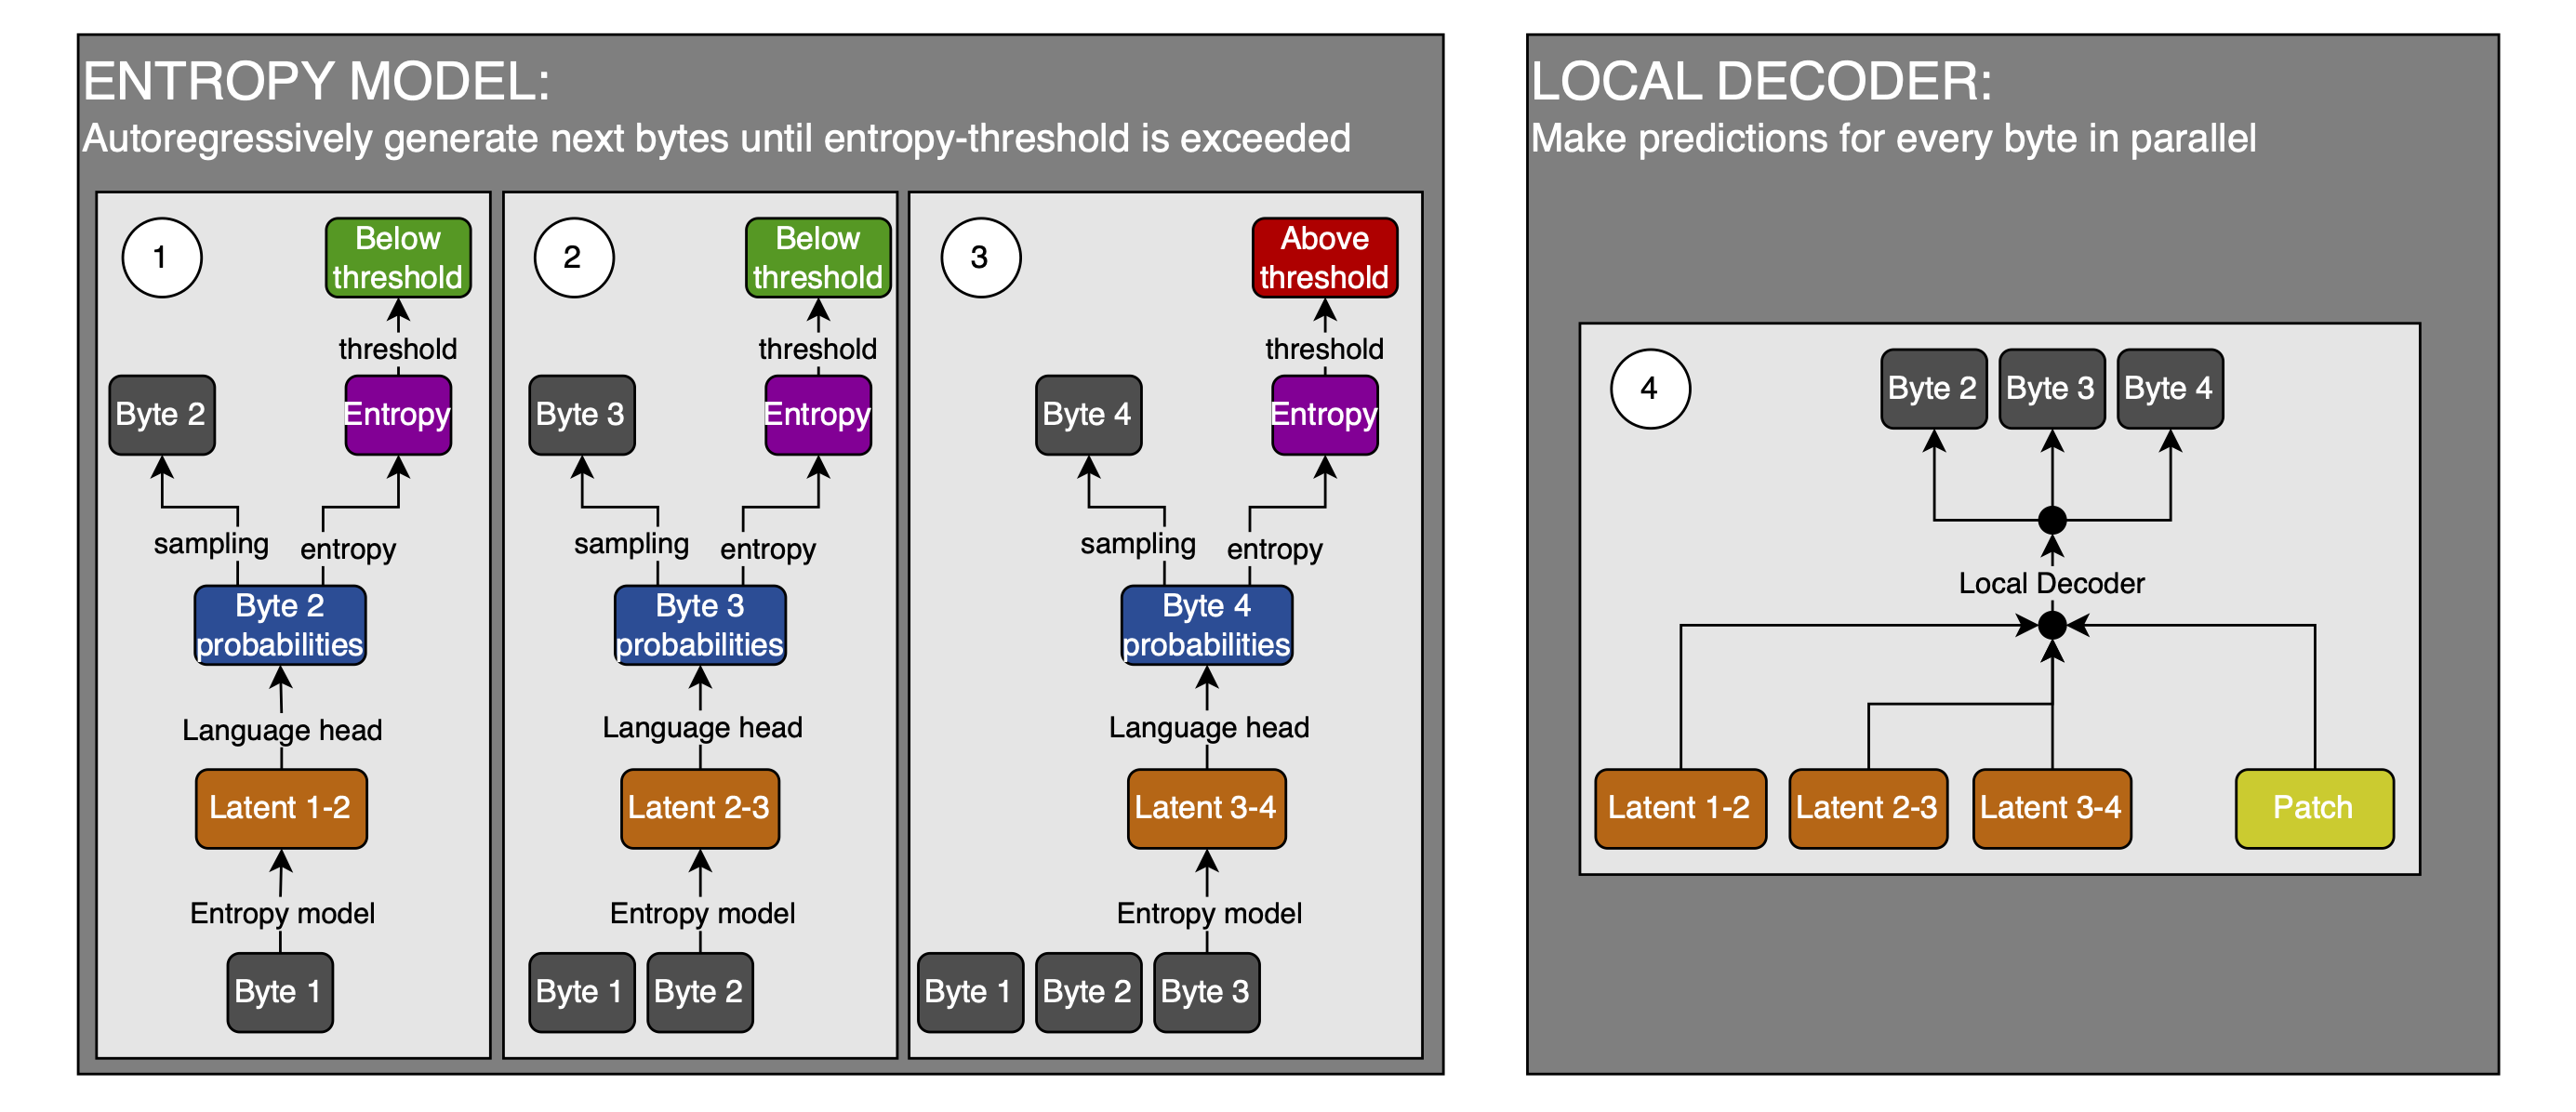 ENTROPY MODEL:
Autoregressively generate next bytes until entropy-threshold is exceeded
1
Below
threshold
threshold
Byte 2
Entropy
sampling
entropy
Byte 2
probabilities
Language head
Latent 1-2
Entropy model
Byte 1
2
Below
threshold
threshold
Byte 3
Entropy
sampling
entropy
Byte 3
probabilities
Language head
Latent 2-3
Entropy model
Byte 1
Byte 2
3
Above
threshold
threshold
Byte 4
Entropy
sampling
entropy
Byte 4
probabilities
Language head
Latent 3-4
Entropy model
Byte 1
Byte 2
Byte 3
LOCAL DECODER:
Make predictions for every byte in parallel
4
Byte 2
Byte 3
Byte 4
Local Decoder
Latent 1-2
Latent 2-3
Latent 3-4
Patch